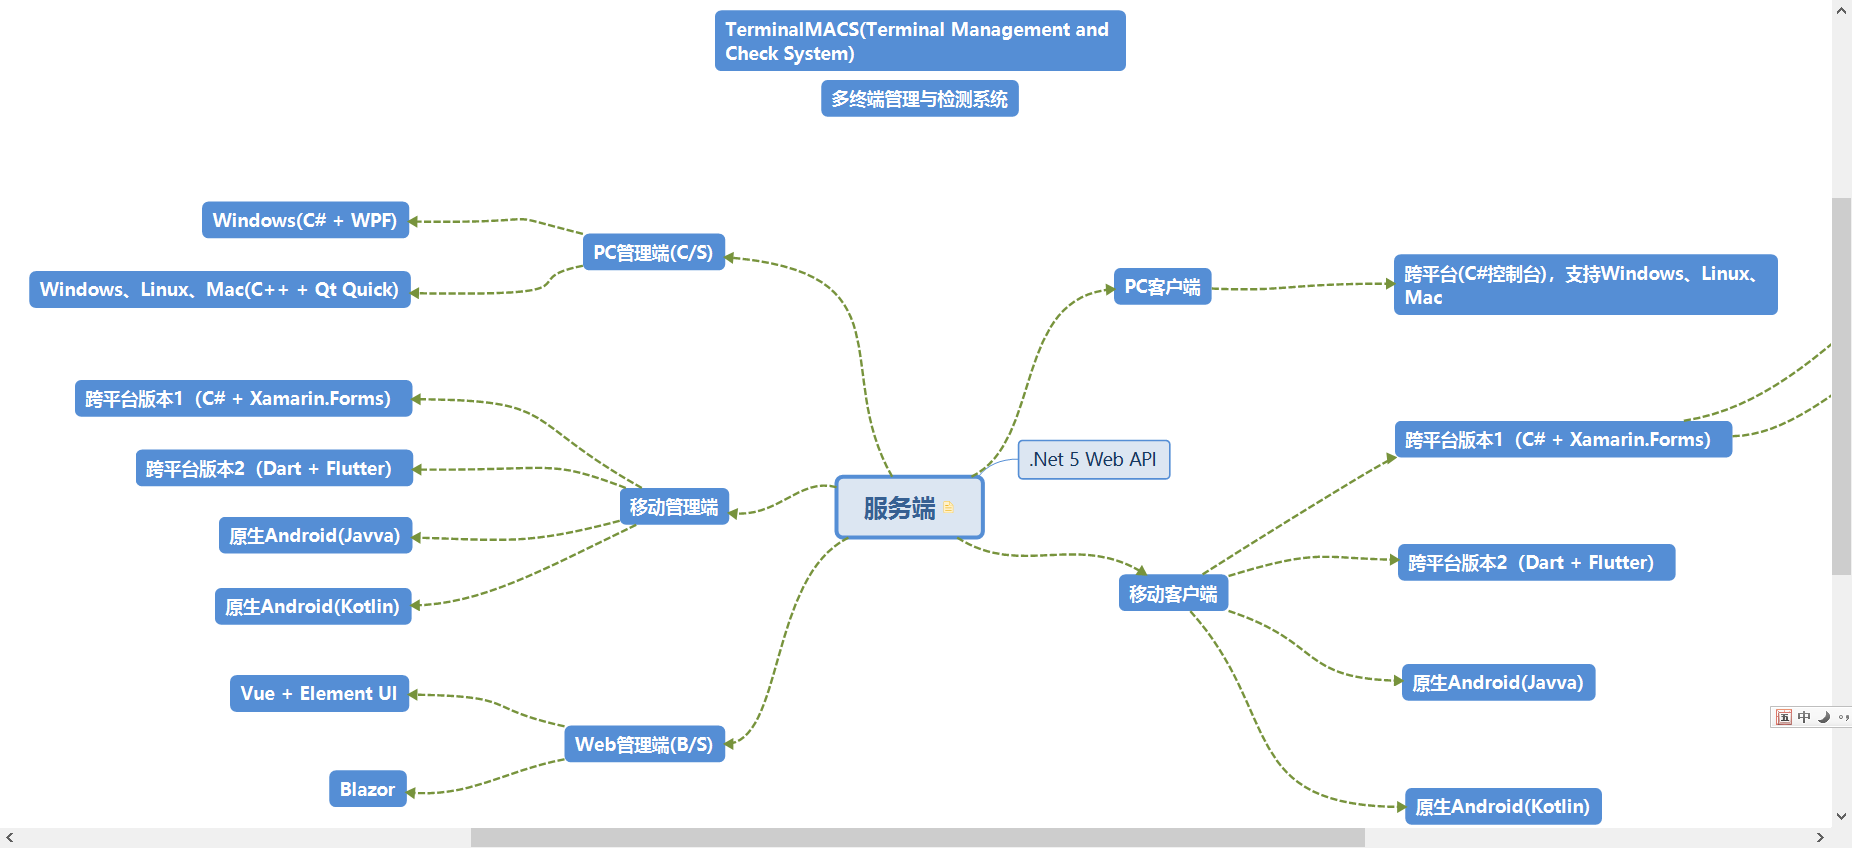 TerminalMACS(Terminal Management and
Check System)
多终端管理与检测系统
Windows(C# + WPF)
PC管理端(C/S)
Windows、Linux、Mac(C++ + Qt Quick)
PC客户端
跨平台(C#控制台)，支持Windows、Linux、
Mac
跨平台版本1（C# + Xamarin.Forms）
跨平台版本2（Dart + Flutter）
移动管理端
原生Android(Javva)
原生Android(Kotlin)
.Net 5 Web API
服务端
跨平台版本1（C# + Xamarin.Forms）
跨平台版本2（Dart + Flutter）
移动客户端
原生Android(Javva)
原生Android(Kotlin)
Vue + Element UI
Web管理端(B/S)
Blazor
五 中